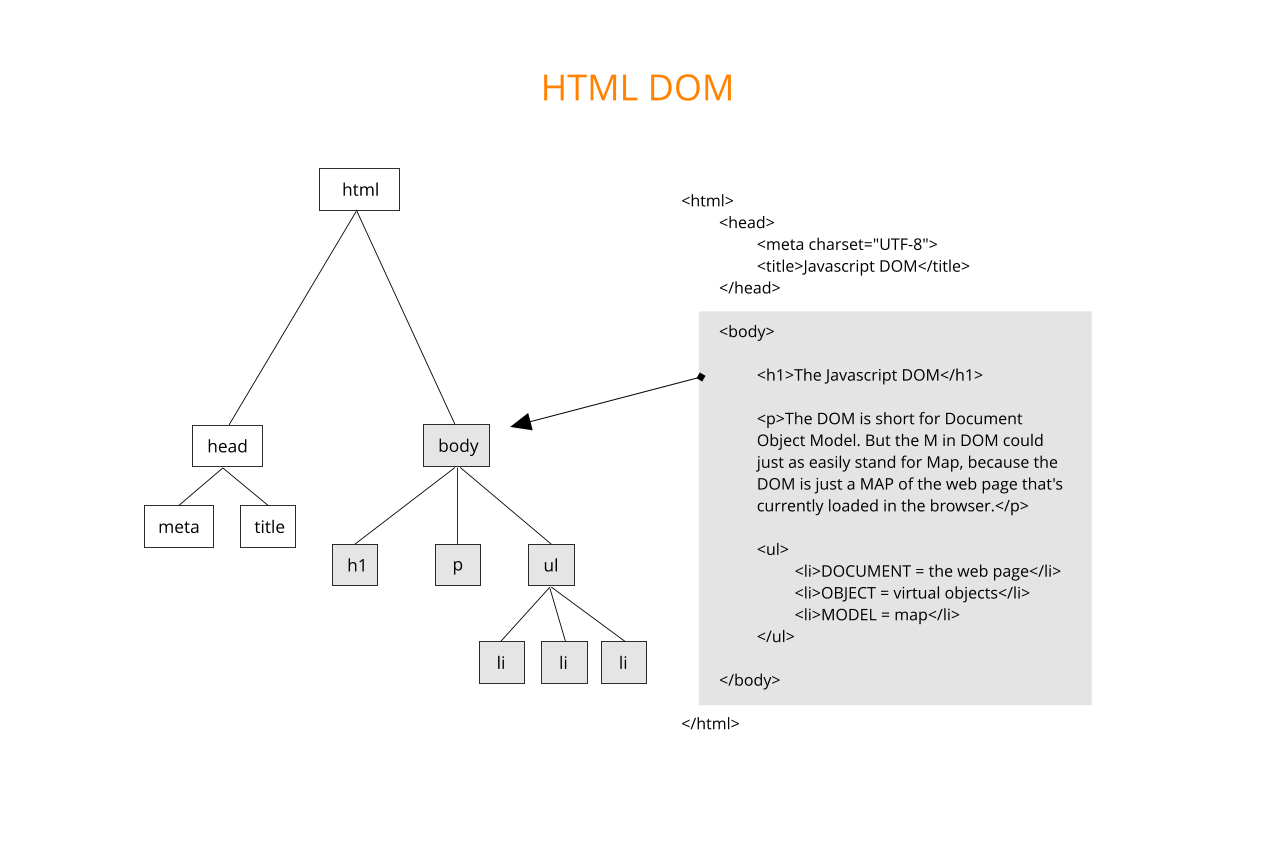 HTML DOM
html
head
body
meta
title
h1
p
ul
li
li
li
<html>
<head>
<meta charset="UTF-8">
<title>Javascript DOM</title>
</head>
<body>
<h1>The Javascript DOM</h1>
<p>The DOM is short for Document
Object Model. But the M in DOM could
just as easily stand for Map, because the
DOM is just a MAP of the web page that's
currently loaded in the browser.</p>
<ul>
<li>DOCUMENT = the web page</li>
<li>OBJECT = virtual objects</li>
<li>MODEL = map</li>
</ul>
</body>
</html>